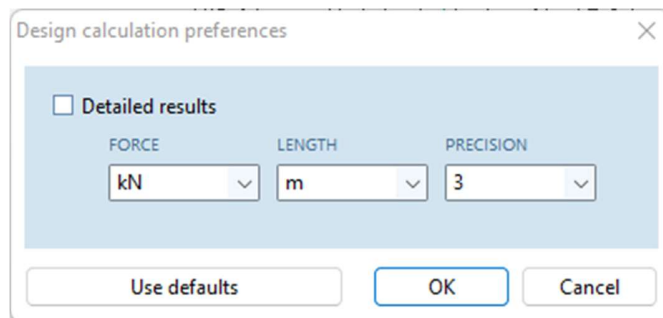 Design calculation preferences
Detailed results
FORCE LENGTH PRECISION
kN m 3
Use defaults OK Cancel